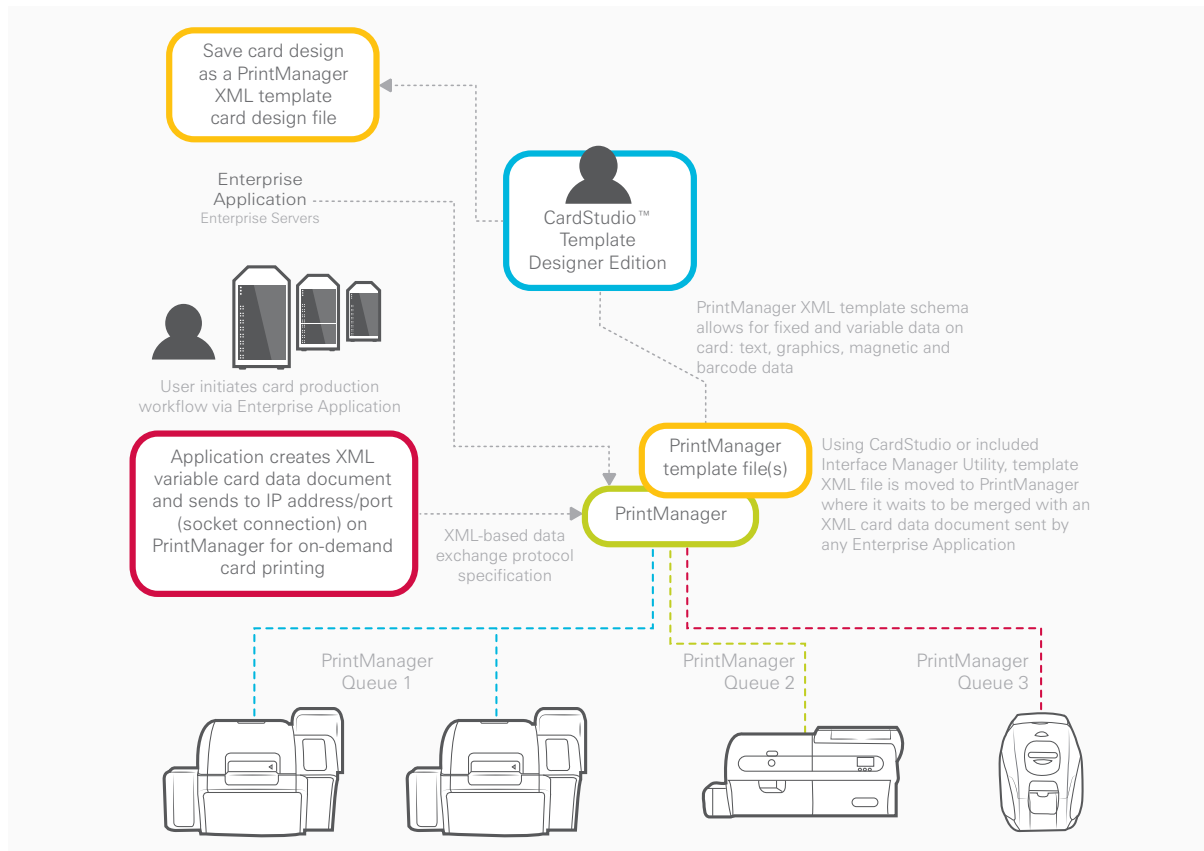 Save card design
as a PrintManager
XML template
card design file
Enterprise
Application
Enterprise Servers
CardStudio™
Template
Designer Edition
PrintManager XML template schema
allows for fixed and variable data on
card: text, graphics, magnetic and
barcode data
User initiates card production
workflow via Enterprise Application
Application creates XML
variable card data document
and sends to IP address/port
(socket connection) on
PrintManager for on-demand
card printing
XML-based data
exchange protocol
specification
PrintManager
template file(s)
PrintManager
Using CardStudio or included
Interface Manager Utility, template
XML file is moved to PrintManager
where it waits to be merged with an
XML card data document sent by
any Enterprise Application
PrintManager
Queue 1
PrintManager
Queue 2
PrintManager
Queue 3